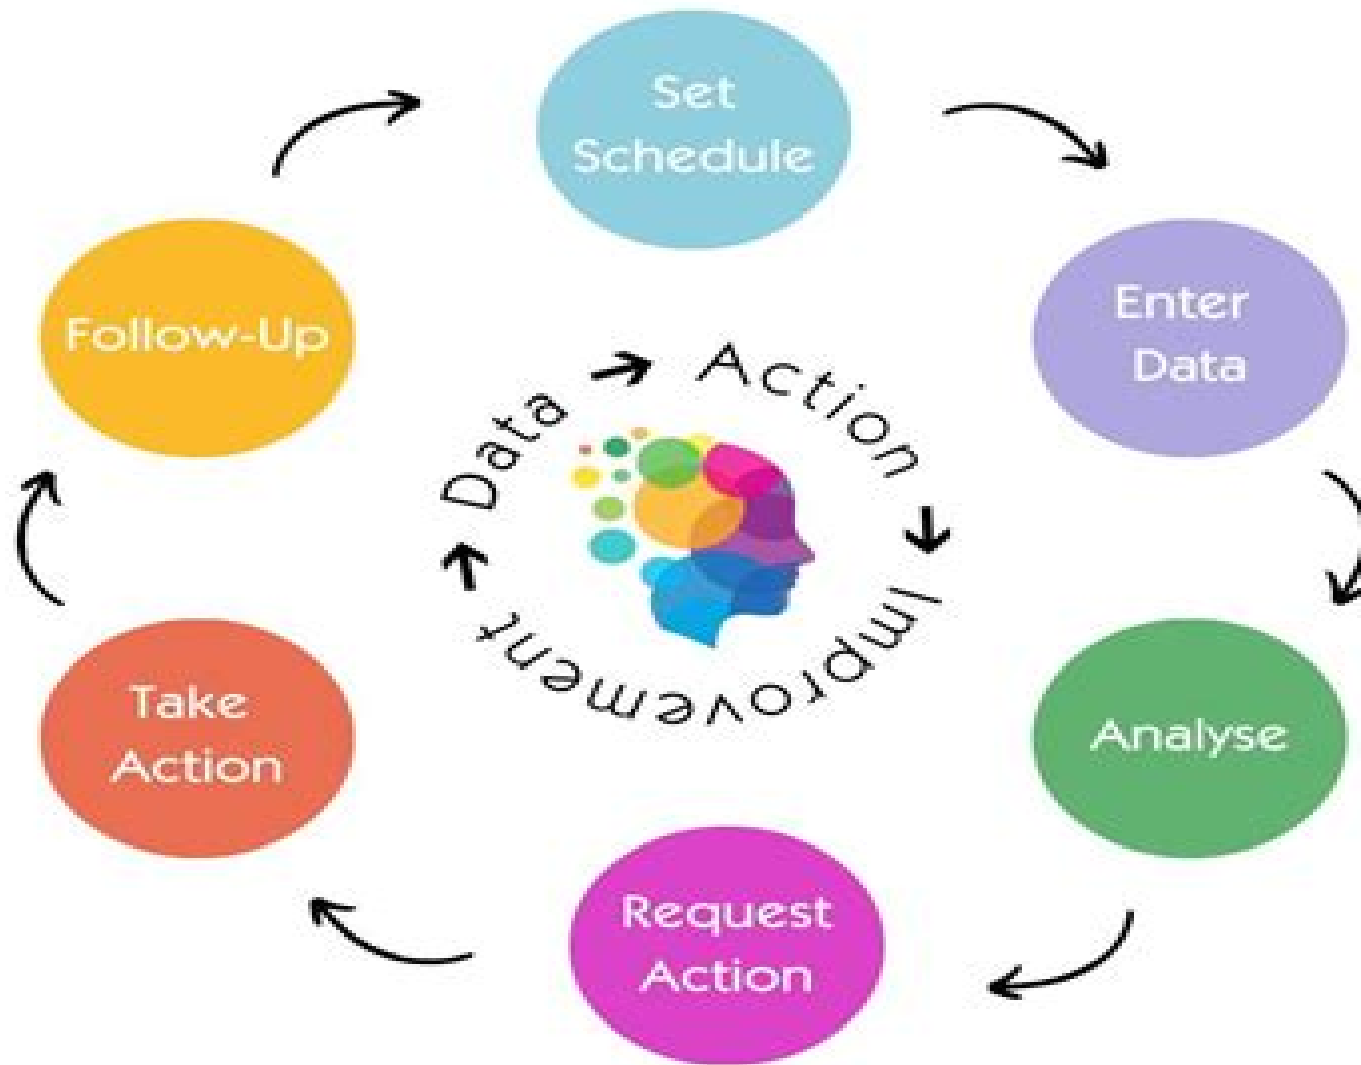 Set
Schedule
Enter
Data
Analyse
Request
Action
Take
Action
Follow-Up
Data
Action
Improvement